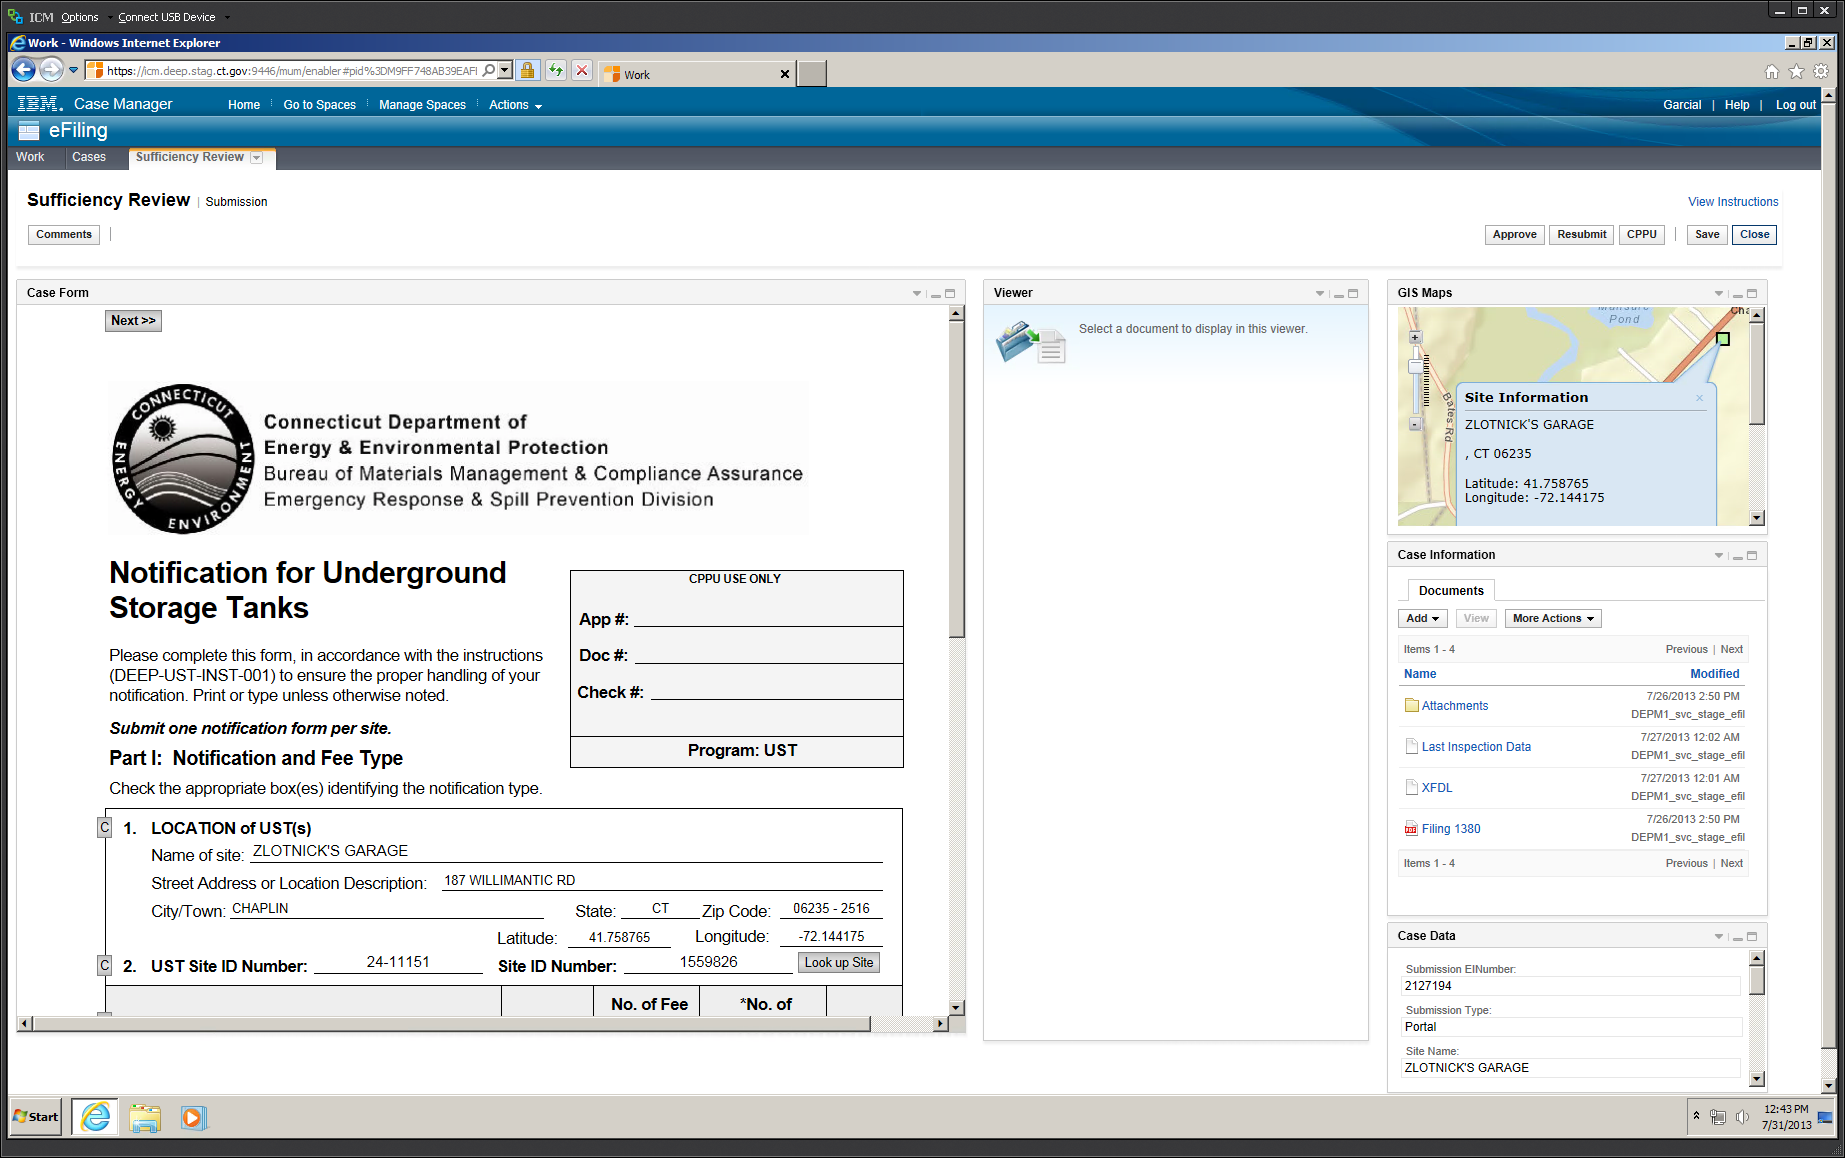 ICM Options Connect USB Device
Work - Windows Internet Explorer
https://icm.deep.stag.ct.gov:9446/mum/enabler#pid%3DM9FF748AB39EAFI
Work
IBM. Case Manager Home Go to Spaces Manage Spaces Actions Garcial | Help | Log out
eFiling
Work Cases Sufficiency Review
Sufficiency Review | Submission View Instructions
Comments Approve Resubmit CPPU Save Close
Case Form
Next >>
CONNECTICUT ENERGY ENVIRONMENT
Connecticut Department of
Energy & Environmental Protection
Bureau of Materials Management & Compliance Assurance
Emergency Response & Spill Prevention Division
Notification for Underground
Storage Tanks
Please complete this form, in accordance with the instructions
(DEEP-UST-INST-001) to ensure the proper handling of your
notification. Print or type unless otherwise noted.
Submit one notification form per site.
Part I: Notification and Fee Type
Check the appropriate box(es) identifying the notification type.
CPPU USE ONLY
App #:
Doc #:
Check #:
Program: UST
C 1. LOCATION of UST(s)
Name of site: ZLOTNICK'S GARAGE
Street Address or Location Description: 187 WILLIMANTIC RD
City/Town: CHAPLIN State: CT Zip Code: 06235 - 2516
Latitude: 41.758765 Longitude: -72.144175
C 2. UST Site ID Number: 24-11151 Site ID Number: 1559826 Look up Site
No. of Fee *No. of
Viewer
Select a document to display in this viewer.
GIS Maps
Pond
Bates Rd
Site Information
ZLOTNICK'S GARAGE
, CT 06235
Latitude: 41.758765
Longitude: -72.144175
Case Information
Documents
Add View More Actions
Items 1 - 4 Previous | Next
Name Modified
Attachments 7/26/2013 2:50 PM
DEPM1_svc_stage_efil
Last Inspection Data 7/27/2013 12:02 AM
DEPM1_svc_stage_efil
XFDL 7/27/2013 12:01 AM
DEPM1_svc_stage_efil
Filing 1380 7/26/2013 2:50 PM
DEPM1_svc_stage_efil
Items 1 - 4 Previous | Next
Case Data
Submission EINumber:
2127194
Submission Type:
Portal
Site Name:
ZLOTNICK'S GARAGE
Start
12:43 PM
7/31/2013